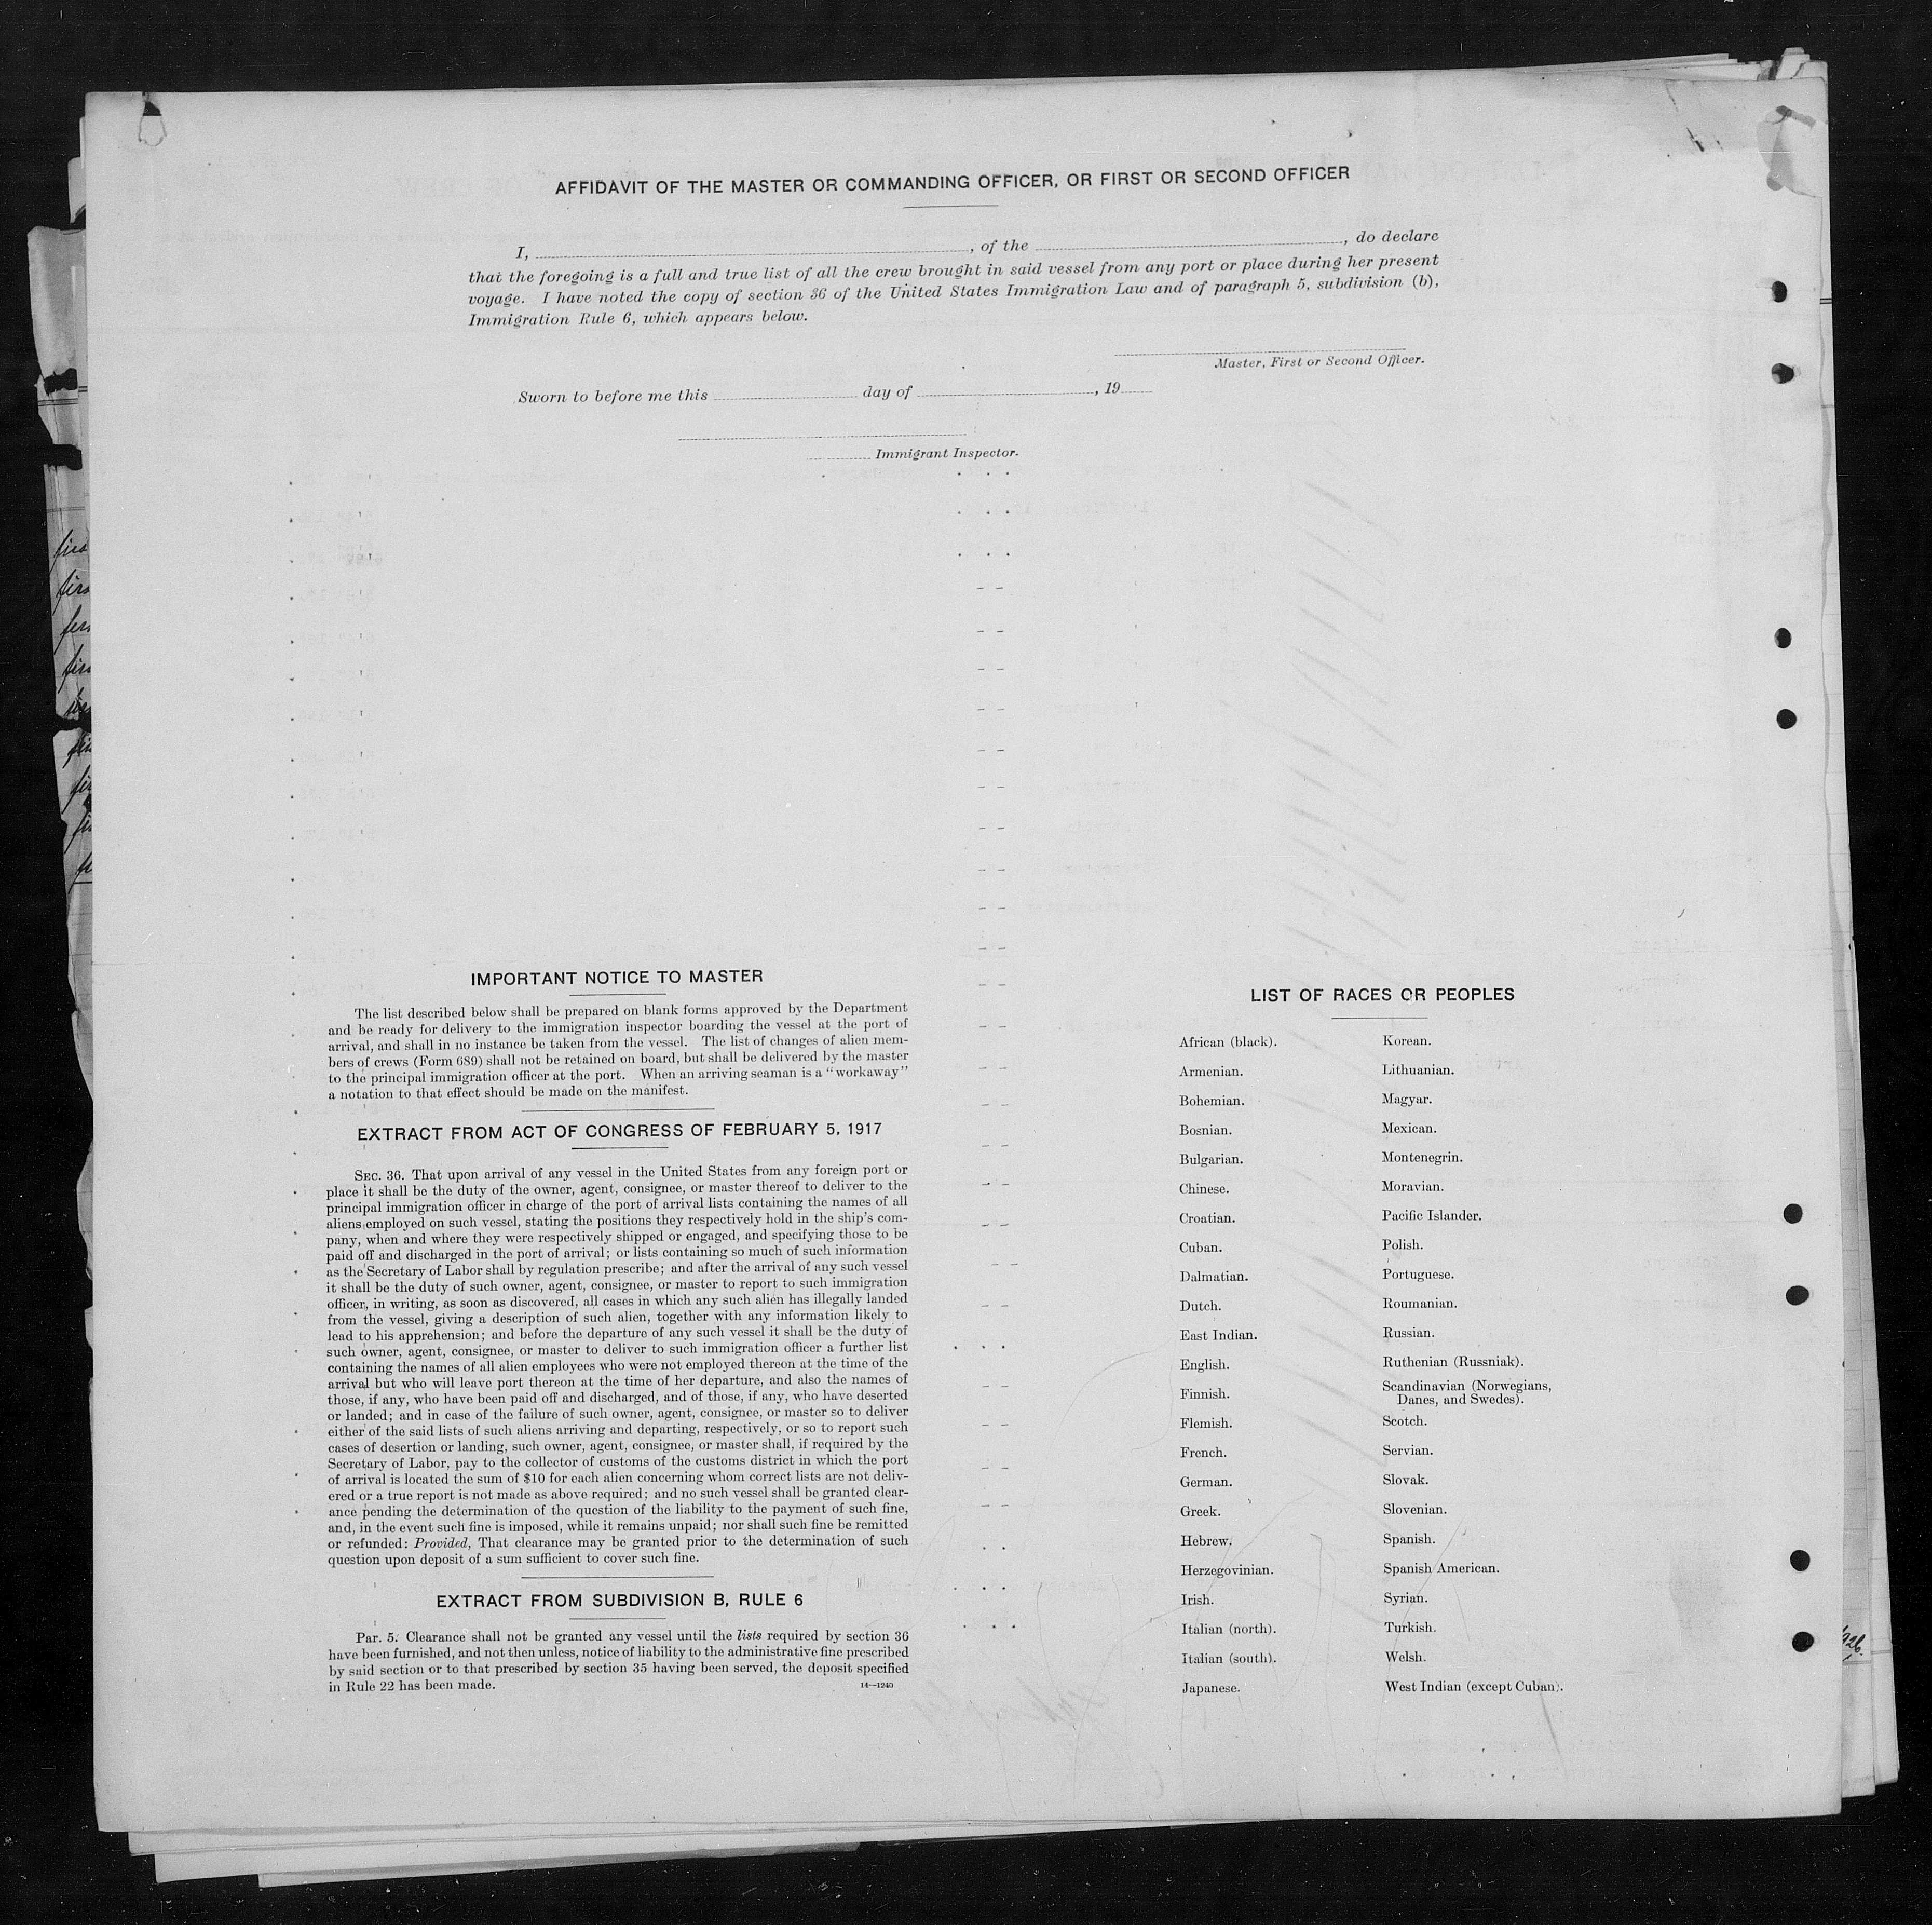 AFFIDAVIT OF THE MASTER OR COMMANDING OFFICER, OR FIRST OR SECOND OFFICER
I, , of the , do declare
that the foregoing is a full and true list of all the crew brought in said vessel from any port or place during her present
voyage. I have noted the copy of section 36 of the United States Immigration Law and of paragraph 5, subdivision (b),
Immigration Rule 6, which appears below.
Master, First or Second Officer.
Sworn to before me this day of , 19
Immigrant Inspector.
IMPORTANT NOTICE TO MASTER
The list described below shall be prepared on blank forms approved by the Department
and be ready for delivery to the immigration inspector boarding the vessel at the port of
arrival, and shall in no instance be taken from the vessel. The list of changes of alien mem-
bers of crews (Form 689) shall not be retained on board, but shall be delivered by the master
to the principal immigration officer at the port. When an arriving seaman is a "workaway"
a notation to that effect should be made on the manifest.
EXTRACT FROM ACT OF CONGRESS OF FEBRUARY 5, 1917
SEC. 36. That upon arrival of any vessel in the United States from any foreign port or
place it shall be the duty of the owner, agent, consignee, or master thereof to deliver to the
principal immigration officer in charge of the port of arrival lists containing the names of all
aliens employed on such vessel, stating the positions they respectively hold in the ship's com-
pany, when and where they were respectively shipped or engaged, and specifying those to be
paid off and discharged in the port of arrival; or lists containing so much of such information
as the Secretary of Labor shall by regulation prescribe; and after the arrival of any such vessel
it shall be the duty of such owner, agent, consignee, or master to report to such immigration
officer, in writing, as soon as discovered, all cases in which any such alien has illegally landed
from the vessel, giving a description of such alien, together with any information likely to
lead to his apprehension; and before the departure of any such vessel it shall be the duty of
such owner, agent, consignee, or master to deliver to such immigration officer a further list
containing the names of all alien employees who were not employed thereon at the time of the
arrival but who will leave port thereon at the time of her departure, and also the names of
those, if any, who have been paid off and discharged, and of those, if any, who have deserted
or landed; and in case of the failure of such owner, agent, consignee, or master so to deliver
either of the said lists of such aliens arriving and departing, respectively, or so to report such
cases of desertion or landing, such owner, agent, consignee, or master shall, if required by the
Secretary of Labor, pay to the collector of customs of the customs district in which the port
of arrival is located the sum of $10 for each alien concerning whom correct lists are not deliv-
ered or a true report is not made as above required; and no such vessel shall be granted clear-
ance pending the determination of the question of the liability to the payment of such fine,
and, in the event such fine is imposed, while it remains unpaid; nor shall such fine be remitted
or refunded: Provided, That clearance may be granted prior to the determination of such
question upon deposit of a sum sufficient to cover such fine.
EXTRACT FROM SUBDIVISION B, RULE 6
Par. 5. Clearance shall not be granted any vessel until the lists required by section 36
have been furnished, and not then unless, notice of liability to the administrative fine prescribed
by said section or to that prescribed by section 35 having been served, the deposit specified
in Rule 22 has been made.
14—1240
LIST OF RACES OR PEOPLES
African (black).
Armenian.
Bohemian.
Bosnian.
Bulgarian.
Chinese.
Croatian.
Cuban.
Dalmatian.
Dutch.
East Indian.
English.
Finnish.
Flemish.
French.
German.
Greek.
Hebrew.
Herzegovinian.
Irish.
Italian (north).
Italian (south).
Japanese.
Korean.
Lithuanian.
Magyar.
Mexican.
Montenegrin.
Moravian.
Pacific Islander.
Polish.
Portuguese.
Roumanian.
Russian.
Ruthenian (Russniak).
Scandinavian (Norwegians,
Danes, and Swedes).
Scotch.
Servian.
Slovak.
Slovenian.
Spanish.
Spanish American.
Syrian.
Turkish.
Welsh.
West Indian (except Cuban).